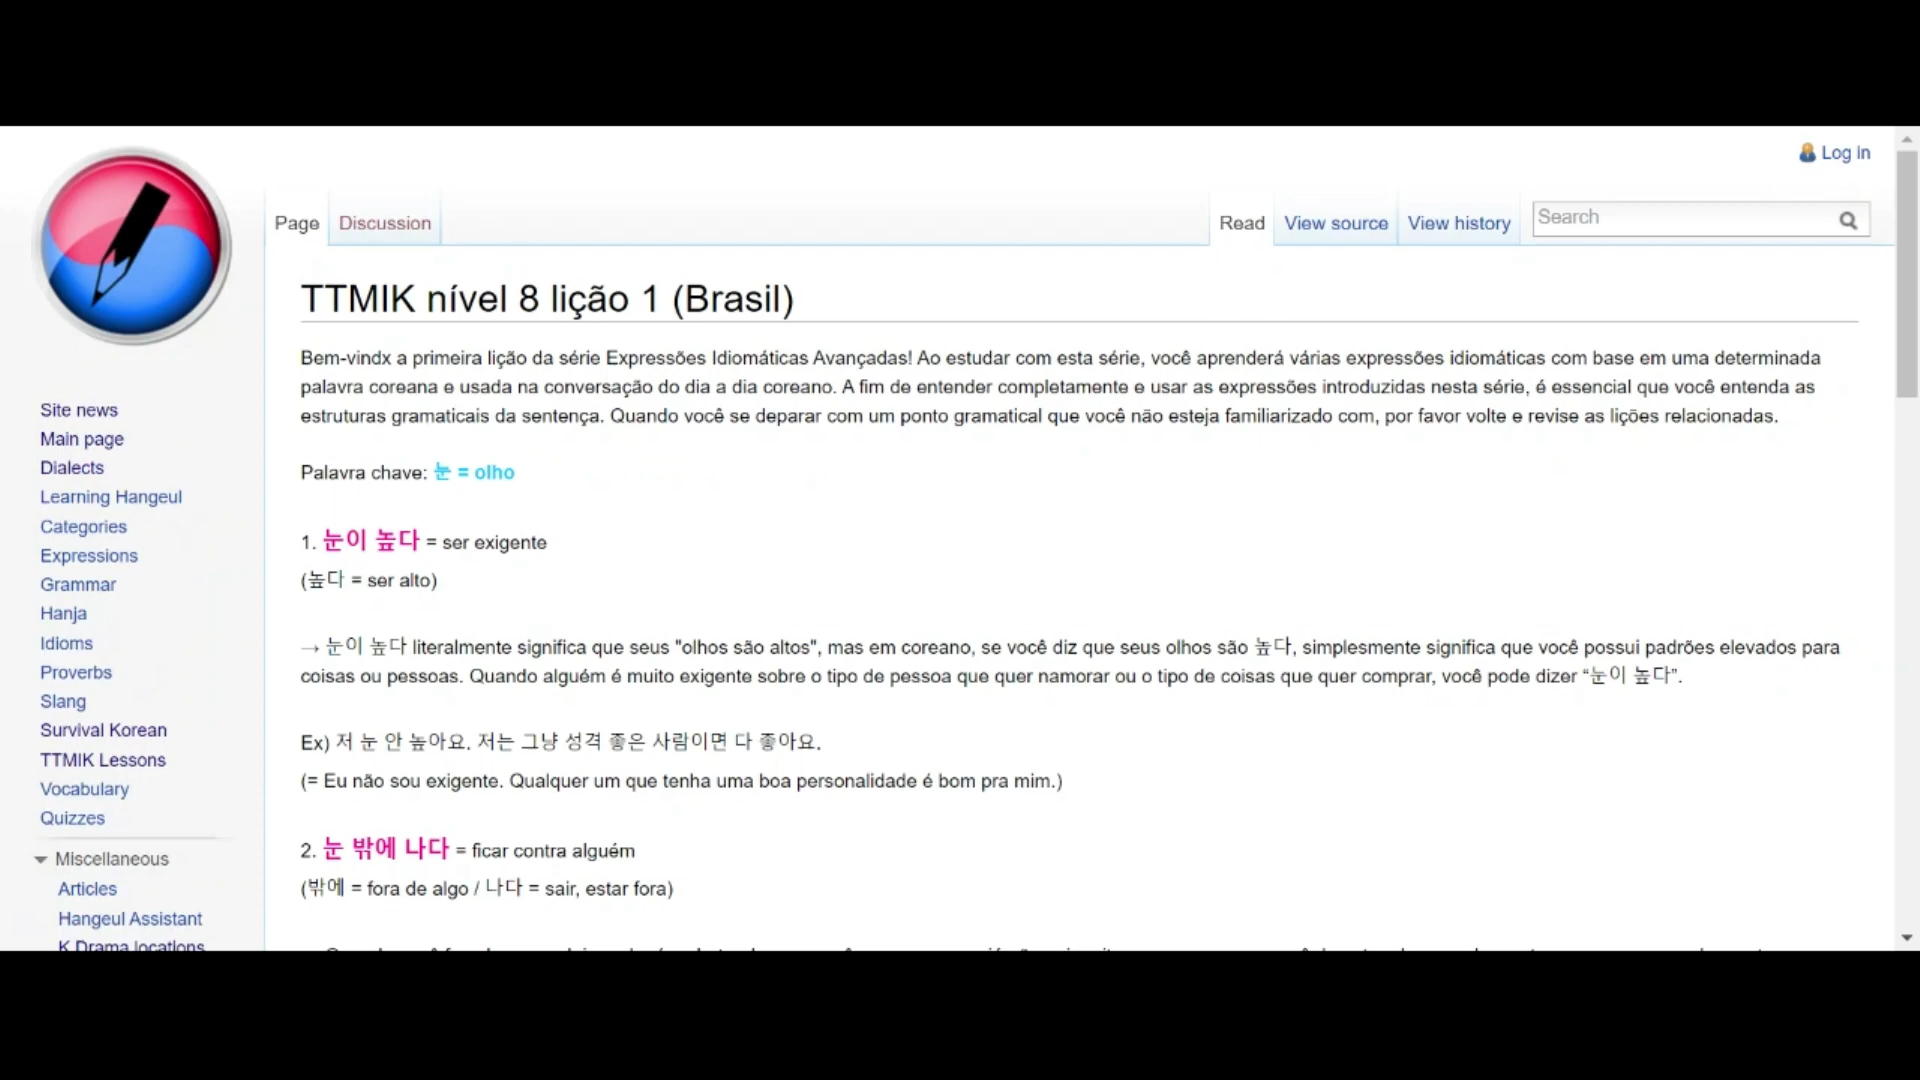 Log in
Page
Discussion
Read
View source
View history
Search
TTMIK nível 8 lição 1 (Brasil)
Bem-vindx a primeira lição da série Expressões Idiomáticas Avançadas! Ao estudar com esta série, você aprenderá várias expressões idiomáticas com base em uma determinada
palavra coreana e usada na conversação do dia a dia coreano. A fim de entender completamente e usar as expressões introduzidas nesta série, é essencial que você entenda as
estruturas gramaticais da sentença. Quando você se deparar com um ponto gramatical que você não esteja familiarizado com, por favor volte e revise as lições relacionadas.
Palavra chave: 눈 = olho
1. 눈이 높다 = ser exigente
(높다 = ser alto)
→ 눈이 높다 literalmente significa que seus "olhos são altos", mas em coreano, se você diz que seus olhos são 높다, simplesmente significa que você possui padrões elevados para
coisas ou pessoas. Quando alguém é muito exigente sobre o tipo de pessoa que quer namorar ou o tipo de coisas que quer comprar, você pode dizer “눈이 높다”.
Ex) 저 눈 안 높아요. 저는 그냥 성격 좋은 사람이면 다 좋아요.
(= Eu não sou exigente. Qualquer um que tenha uma boa personalidade é bom pra mim.)
2. 눈 밖에 나다 = ficar contra alguém
(밖에 = fora de algo / 나다 = sair, estar fora)
Site news
Main page
Dialects
Learning Hangeul
Categories
Expressions
Grammar
Hanja
Idioms
Proverbs
Slang
Survival Korean
TTMIK Lessons
Vocabulary
Quizzes
Miscellaneous
Articles
Hangeul Assistant
K Drama locations